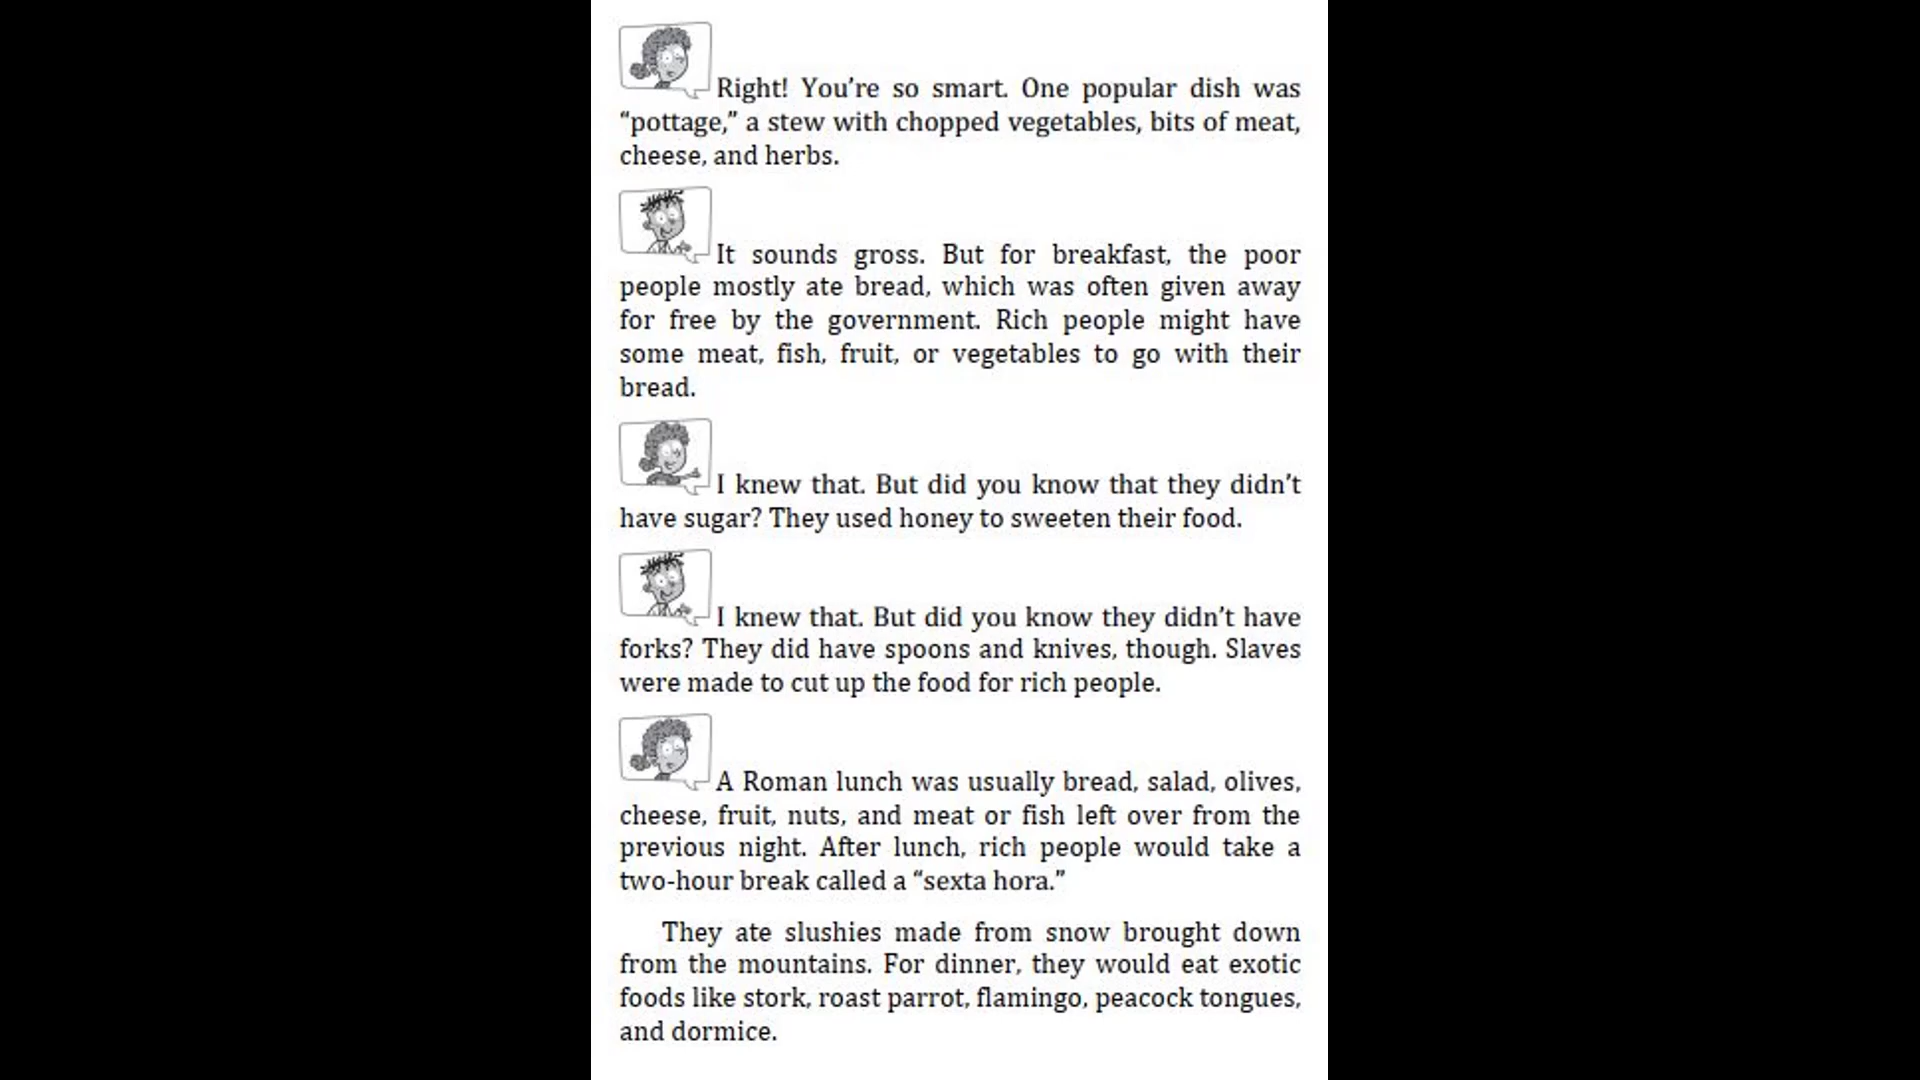 Right! You’re so smart. One popular dish was
“pottage,” a stew with chopped vegetables, bits of meat,
cheese, and herbs.
It sounds gross. But for breakfast, the poor
people mostly ate bread, which was often given away
for free by the government. Rich people might have
some meat, fish, fruit, or vegetables to go with their
bread.
I knew that. But did you know that they didn’t
have sugar? They used honey to sweeten their food.
I knew that. But did you know they didn’t have
forks? They did have spoons and knives, though. Slaves
were made to cut up the food for rich people.
A Roman lunch was usually bread, salad, olives,
cheese, fruit, nuts, and meat or fish left over from the
previous night. After lunch, rich people would take a
two-hour break called a “sexta hora.”
They ate slushies made from snow brought down
from the mountains. For dinner, they would eat exotic
foods like stork, roast parrot, flamingo, peacock tongues,
and dormice.